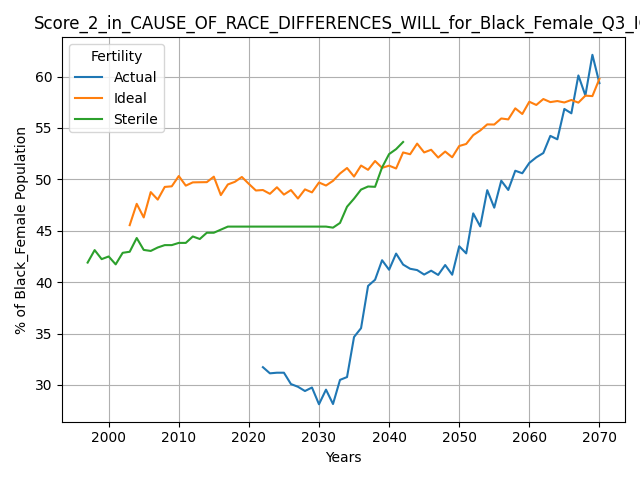 Score_2_in_CAUSE_OF_RACE_DIFFERENCES_WILL_for_Black_Female_Q3_I
Fertility
Actual
Ideal
Sterile
60
55
50
45
40
35
30
% of Black_Female Population
2000 2010 2020 2030 2040 2050 2060 2070
Years